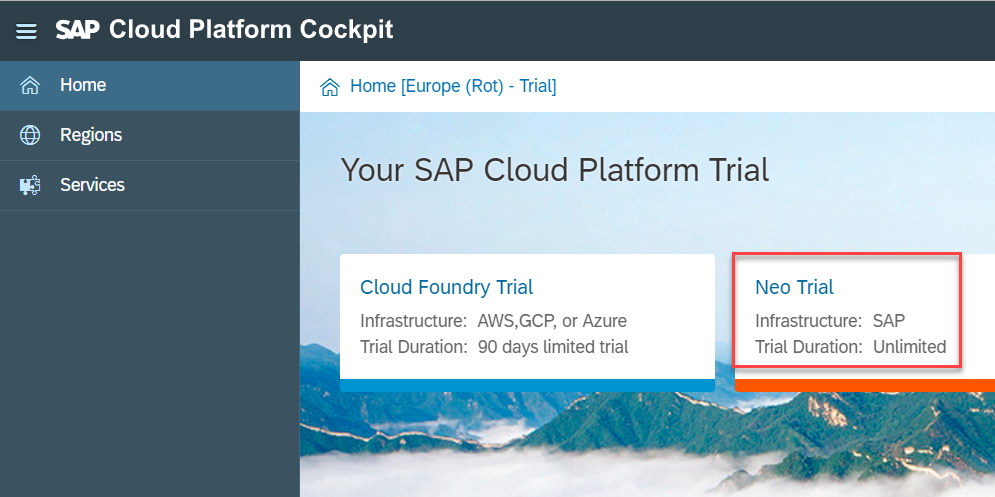 SAP Cloud Platform Cockpit
Home
Regions
Services
Home [Europe (Rot) - Trial]
Your SAP Cloud Platform Trial
Cloud Foundry Trial
Infrastructure: AWS,GCP, or Azure
Trial Duration: 90 days limited trial
Neo Trial
Infrastructure: SAP
Trial Duration: Unlimited